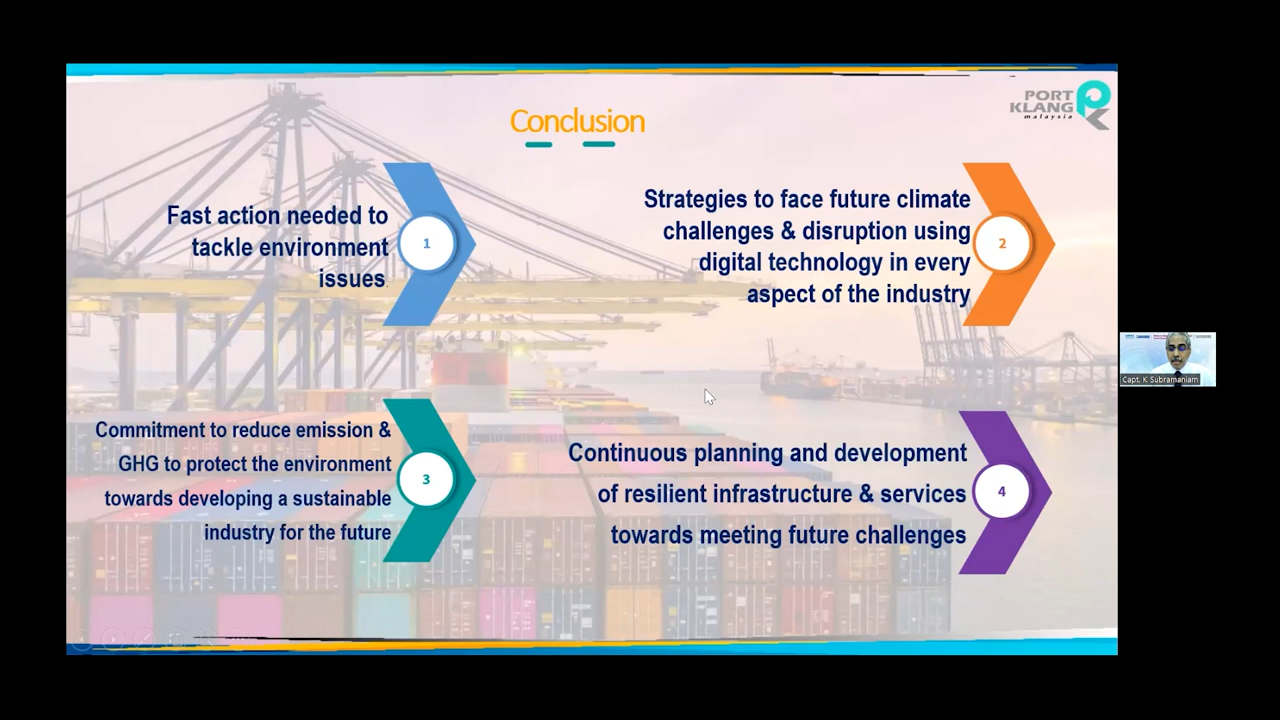 Conclusion
PORT
KLANG
malaysia
Fast action needed to
tackle environment
issues
1
Strategies to face future climate
challenges & disruption using
digital technology in every
aspect of the industry
2
Commitment to reduce emission &
GHG to protect the environment
towards developing a sustainable
industry for the future
3
Continuous planning and development
of resilient infrastructure & services
towards meeting future challenges
4
Capt. K Subramaniam